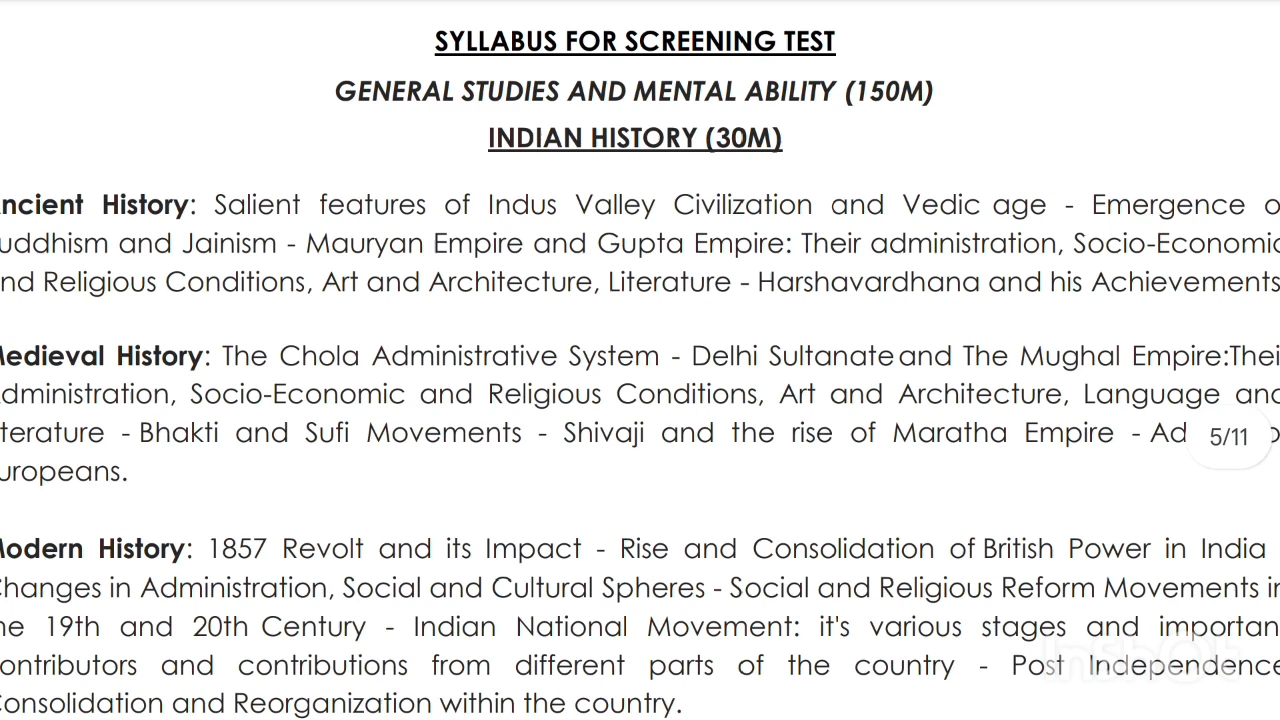 SYLLABUS FOR SCREENING TEST
GENERAL STUDIES AND MENTAL ABILITY (150M)
INDIAN HISTORY (30M)
ncient History: Salient features of Indus Valley Civilization and Vedic age - Emergence o
uddhism and Jainism - Mauryan Empire and Gupta Empire: Their administration, Socio-Economic
nd Religious Conditions, Art and Architecture, Literature - Harshavardhana and his Achievements
edieval History: The Chola Administrative System - Delhi Sultanate and The Mughal Empire:Thei
dministration, Socio-Economic and Religious Conditions, Art and Architecture, Language and
terature - Bhakti and Sufi Movements - Shivaji and the rise of Maratha Empire - Ad
5/11
uropeans.
odern History: 1857 Revolt and its Impact - Rise and Consolidation of British Power in India
hanges in Administration, Social and Cultural Spheres - Social and Religious Reform Movements in
he 19th and 20th Century - Indian National Movement: it's various stages and importan
ontributors and contributions from different parts of the country - Post Independence
onsolidation and Reorganization within the country.
InShOt